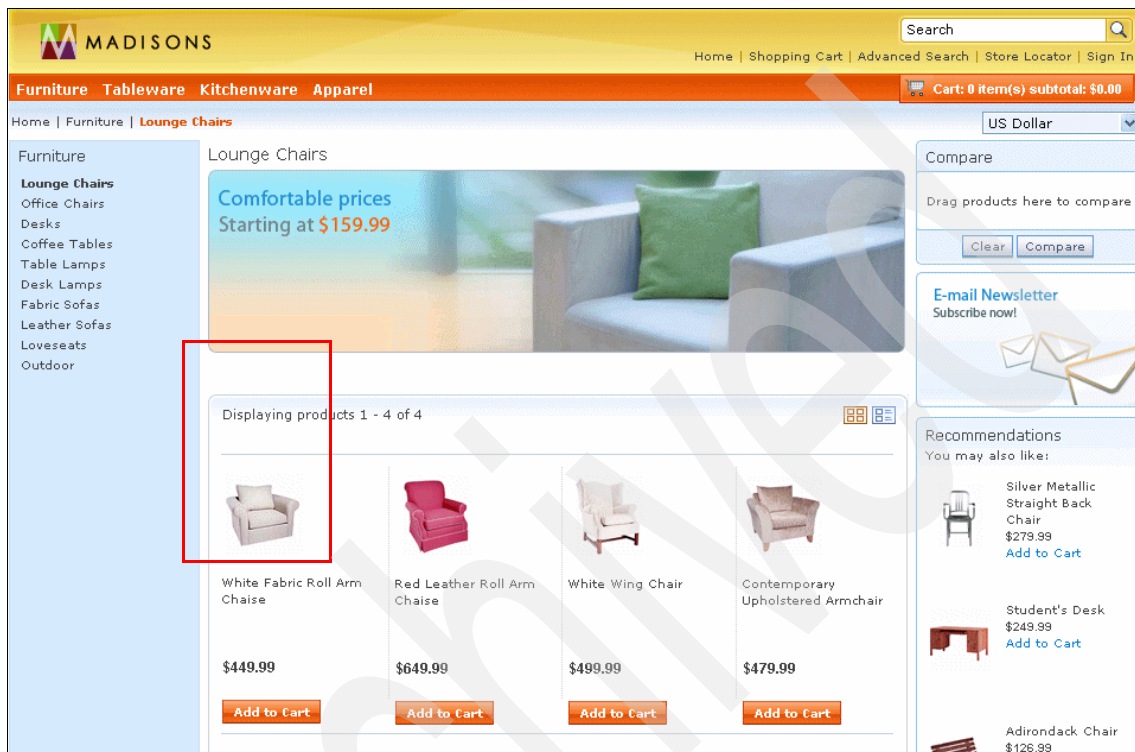 MADISONS
Search
Home | Shopping Cart | Advanced Search | Store Locator | Sign In
Furniture Tableware Kitchenware Apparel
Cart: 0 item(s) subtotal: $0.00
Home | Furniture | Lounge Chairs
US Dollar
Furniture
Lounge Chairs
Office Chairs
Desks
Coffee Tables
Table Lamps
Desk Lamps
Fabric Sofas
Leather Sofas
Loveseats
Outdoor
Lounge Chairs
Comfortable prices
Starting at $159.99
Displaying products 1 - 4 of 4
White Fabric Roll Arm
Chaise
$449.99
Add to Cart
Red Leather Roll Arm
Chaise
$649.99
Add to Cart
White Wing Chair
$499.99
Add to Cart
Contemporary
Upholstered Armchair
$479.99
Add to Cart
Compare
Drag products here to compare
Clear Compare
E-mail Newsletter
Subscribe now!
Recommendations
You may also like:
Silver Metallic
Straight Back
Chair
$279.99
Add to Cart
Student's Desk
$249.99
Add to Cart
Adirondack Chair
$126.99